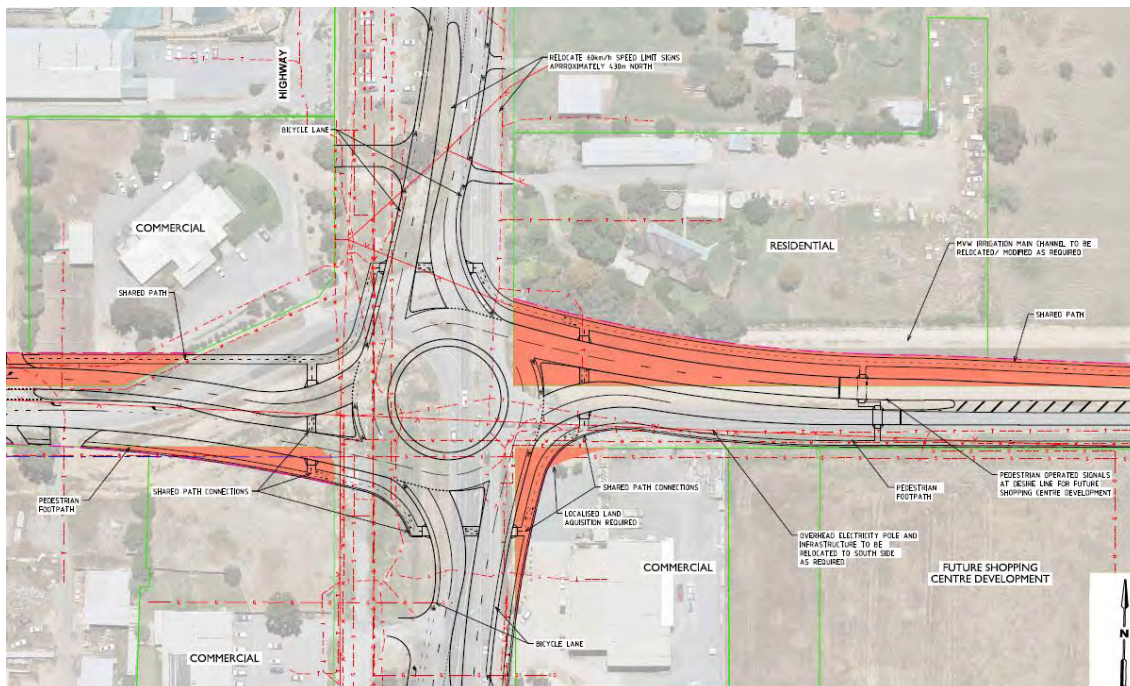 HIGHWAY
RELOCATE 60km/h SPEED LIMIT SIGNS
APRROXIMATELY 430m NORTH
BICYCLE LANE
COMMERCIAL
RESIDENTIAL
MVW IRRIGATION MAIN CHANNEL TO BE
RELOCATED/ MODIFIED AS REQUIRED
SHARED PATH
SHARED PATH
PEDESTRIAN
FOOTPATH
SHARED PATH CONNECTIONS
SHARED PATH CONNECTIONS
LOCALISED LAND
AQUISITION REQUIRED
PEDESTRIAN
FOOTPATH
PEDESTRIAN OPERATED SIGNALS
AT DESIRE LINE FOR FUTURE
SHOPPING CENTRE DEVELOPMENT
OVERHEAD ELECTRICITY POLE AND
INFRASTRUCTURE TO BE
RELOCATED TO SOUTH SIDE
AS REQUIRED
COMMERCIAL
FUTURE SHOPPING
CENTRE DEVELOPMENT
COMMERCIAL
BICYCLE LANE
N